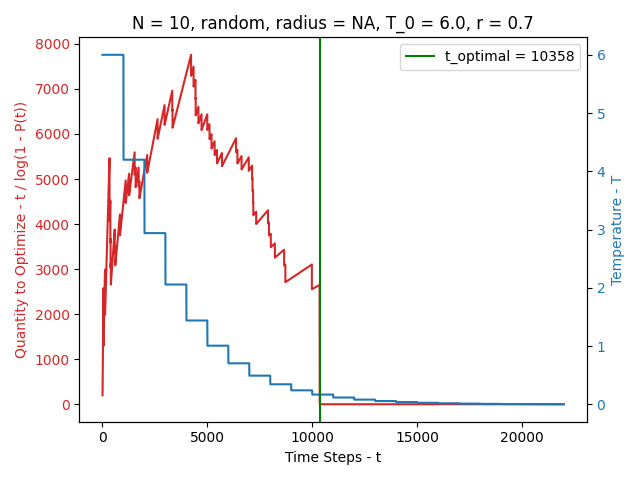 N = 10, random, radius = NA, T_0 = 6.0, r = 0.7
t_optimal = 10358
Quantity to Optimize - t / log(1 - P(t))
8000
7000
6000
5000
4000
3000
2000
1000
0
6
5
4
3
2
1
0
Temperature - T
0 5000 10000 15000 20000
Time Steps - t